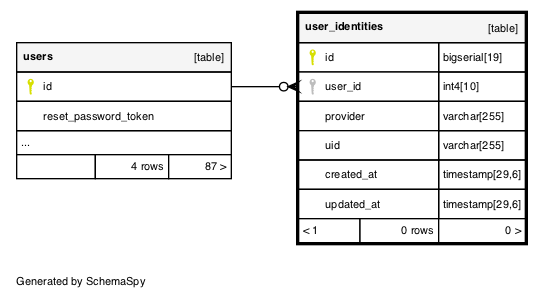 users [table]
id
reset_password_token
...
4 rows 87 >
user_identities [table]
id bigserial[19]
user_id int4[10]
provider varchar[255]
uid varchar[255]
created_at timestamp[29,6]
updated_at timestamp[29,6]
< 1 0 rows 0 >
Generated by SchemaSpy